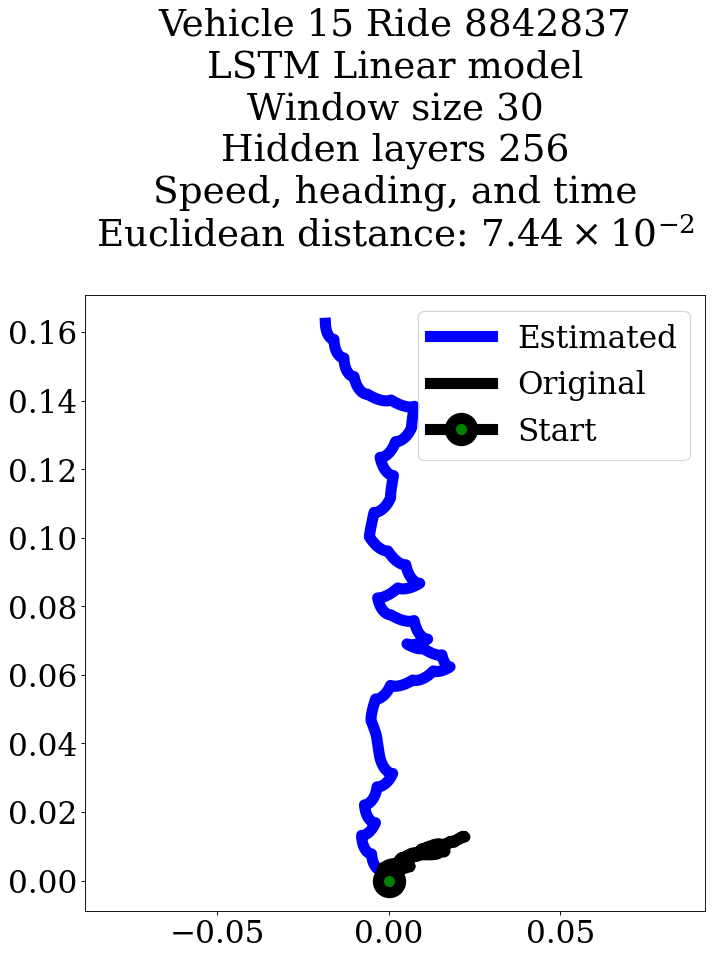 Vehicle 15 Ride 8842837
LSTM Linear model
Window size 30
Hidden layers 256
Speed, heading, and time
Euclidean distance: 7.44 × 10⁻²
Estimated
Original
Start
0.16
0.14
0.12
0.10
0.08
0.06
0.04
0.02
0.00
−0.05
0.00
0.05